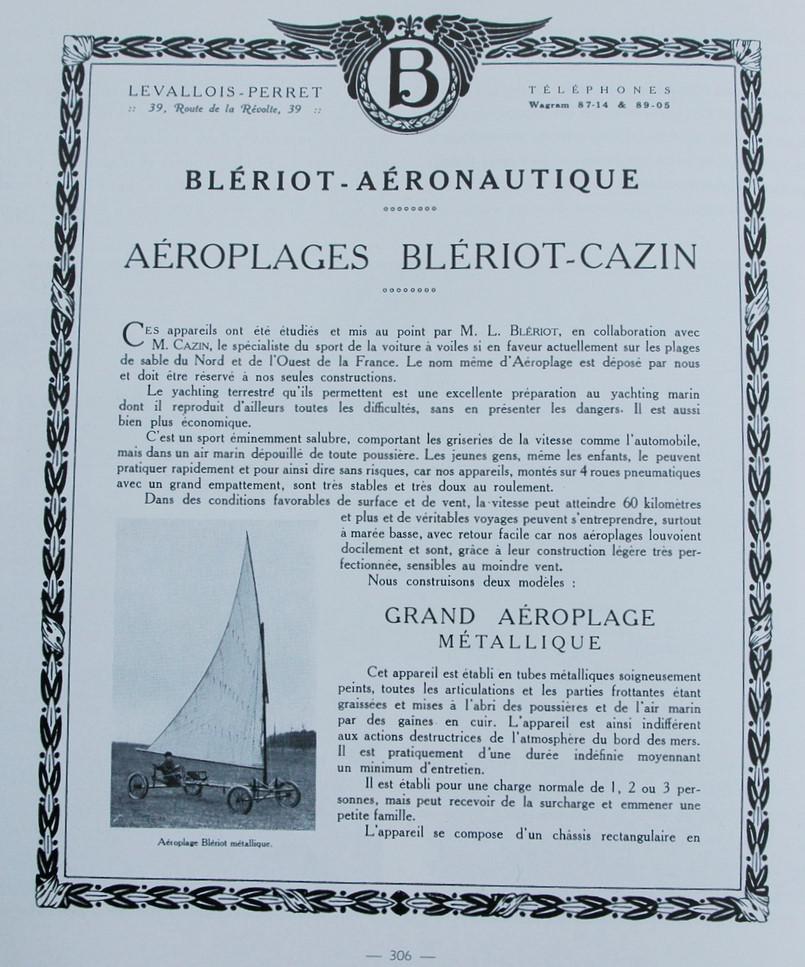 B
LEVALLOIS-PERRET
:: 39, Route de la Révolte, 39 ::
TÉLÉPHONES
Wagram 87-14 & 89-05
BLÉRIOT-AÉRONAUTIQUE
AÉROPLAGES BLÉRIOT-CAZIN
CES appareils ont été étudiés et mis au point par M. L. BLÉRIOT, en collaboration avec
M. CAZIN, le spécialiste du sport de la voiture à voiles si en faveur actuellement sur les plages
de sable du Nord et de l'Ouest de la France. Le nom même d'Aéroplage est déposé par nous
et doit être réservé à nos seules constructions.
Le yachting terrestre qu'ils permettent est une excellente préparation au yachting marin
dont il reproduit d'ailleurs toutes les difficultés, sans en présenter les dangers. Il est aussi
bien plus économique.
C'est un sport éminemment salubre, comportant les griseries de la vitesse comme l'automobile,
mais dans un air marin dépouillé de toute poussière. Les jeunes gens, même les enfants, le peuvent
pratiquer rapidement et pour ainsi dire sans risques, car nos appareils, montés sur 4 roues pneumatiques
avec un grand empattement, sont très stables et très doux au roulement.
Dans des conditions favorables de surface et de vent, la vitesse peut atteindre 60 kilomètres
et plus et de véritables voyages peuvent s'entreprendre, surtout
à marée basse, avec retour facile car nos aéroplages louvoient
docilement et sont, grâce à leur construction légère très per-
fectionnée, sensibles au moindre vent.
Nous construisons deux modèles :
GRAND AÉROPLAGE
MÉTALLIQUE
Cet appareil est établi en tubes métalliques soigneusement
peints, toutes les articulations et les parties frottantes étant
graissées et mises à l'abri des poussières et de l'air marin
par des gaines en cuir. L'appareil est ainsi indifférent
aux actions destructrices de l'atmosphère du bord des mers.
Il est pratiquement d'une durée indéfinie moyennant
un minimum d'entretien.
Il est établi pour une charge normale de 1, 2 ou 3 per-
sonnes, mais peut recevoir de la surcharge et emmener une
petite famille.
L'appareil se compose d'un châssis rectangulaire en
Aéroplage Blériot métallique.
— 306 —